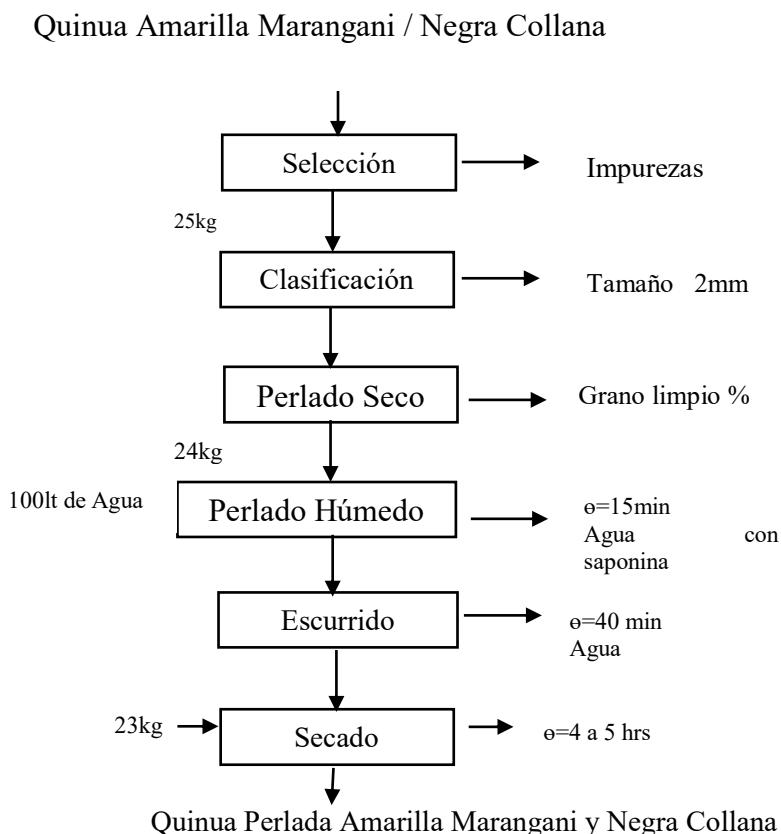 Quinua Amarilla Marangani / Negra Collana
Selección
Impurezas
25kg
Clasificación
Tamaño 2mm
Perlado Seco
Grano limpio %
24kg
100lt de Agua
Perlado Húmedo
ɵ=15min
Agua con
saponina
Escurrido
ɵ=40 min
Agua
23kg
Secado
ɵ=4 a 5 hrs
Quinua Perlada Amarilla Marangani y Negra Collana